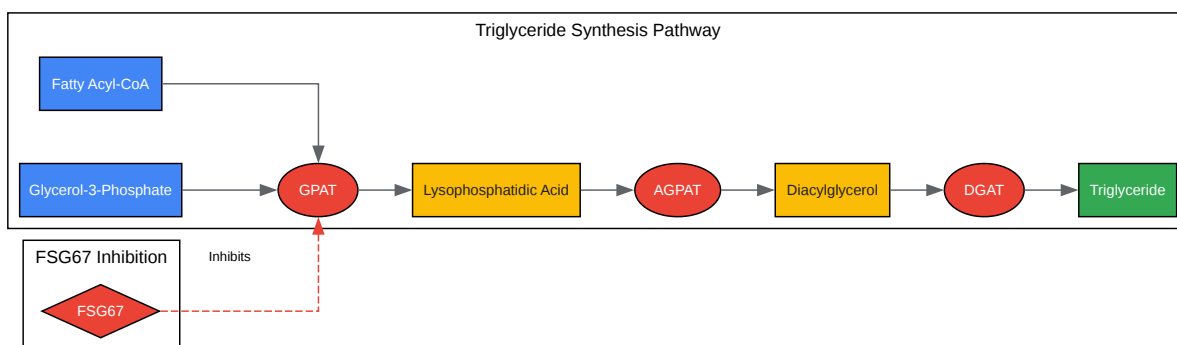 Triglyceride Synthesis Pathway
Fatty Acyl-CoA
Glycerol-3-Phosphate
GPAT
Lysophosphatidic Acid
AGPAT
Diacylglycerol
DGAT
Triglyceride
FSG67 Inhibition
Inhibits
FSG67